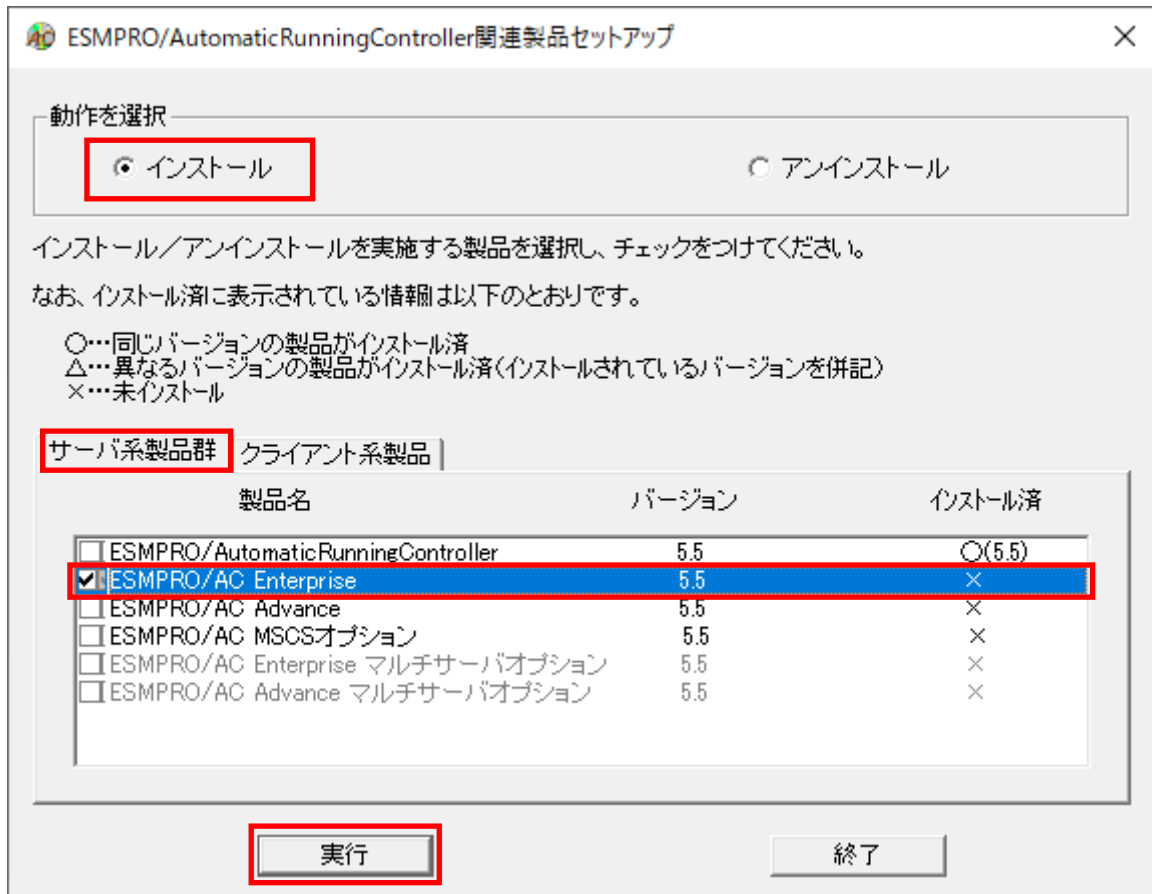 ESMPRO/AutomaticRunningController関連製品セットアップ
動作を選択
インストール アンインストール
インストール／アンインストールを実施する製品を選択し、チェックをつけてください。
なお、インストール済に表示されている情報は以下のとおりです。
○…同じバージョンの製品がインストール済
△…異なるバージョンの製品がインストール済(インストールされているバージョンを併記)
×…未インストール
サーバ系製品群 クライアント系製品
製品名 バージョン インストール済
ESMPRO/AutomaticRunningController 5.5 ○(5.5)
ESMPRO/AC Enterprise 5.5 ×
ESMPRO/AC Advance 5.5 ×
ESMPRO/AC MSCSオプション 5.5 ×
ESMPRO/AC Enterprise マルチサーバオプション 5.5 ×
ESMPRO/AC Advance マルチサーバオプション 5.5 ×
実行 終了